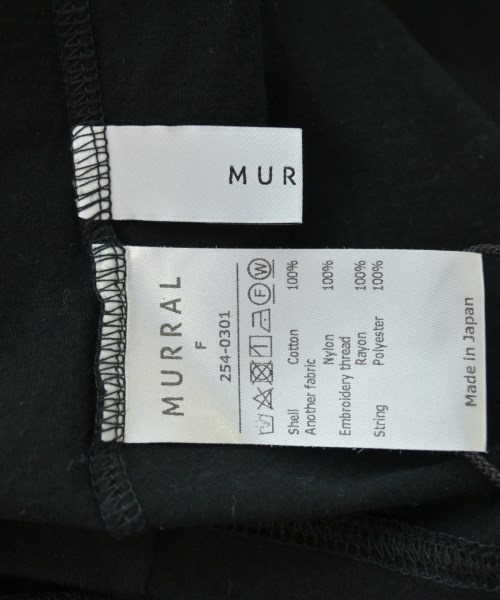 MUR
MURRAL
F
254-0301
Shell Cotton 100%
Another fabric
Nylon 100%
Embroidery thread
Rayon 100%
String Polyester 100%
Made in Japan